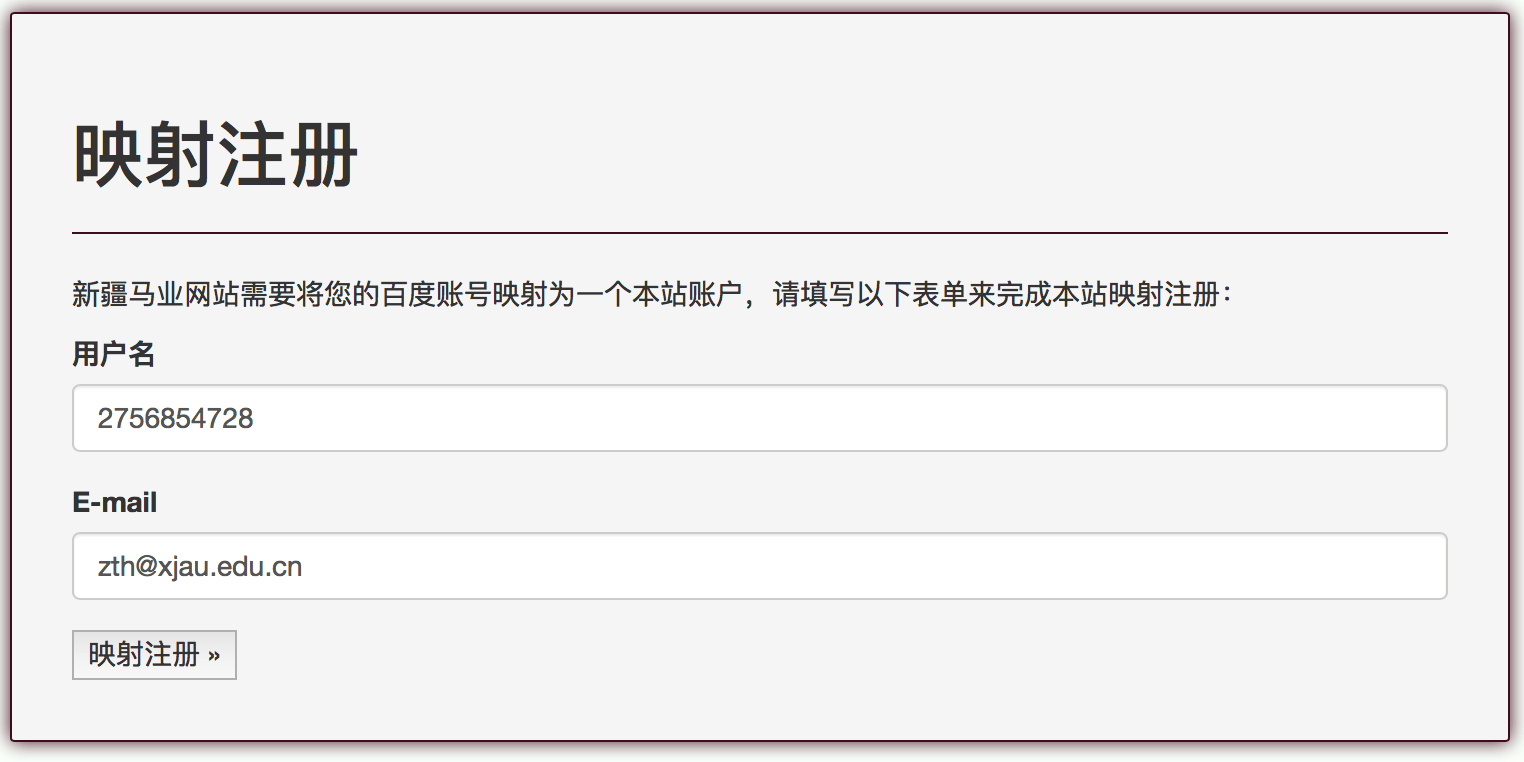 映射注册
新疆马业网站需要将您的百度账号映射为一个本站账户，请填写以下表单来完成本站映射注册：
用户名
2756854728
E-mail
zth@xjau.edu.cn
映射注册 »